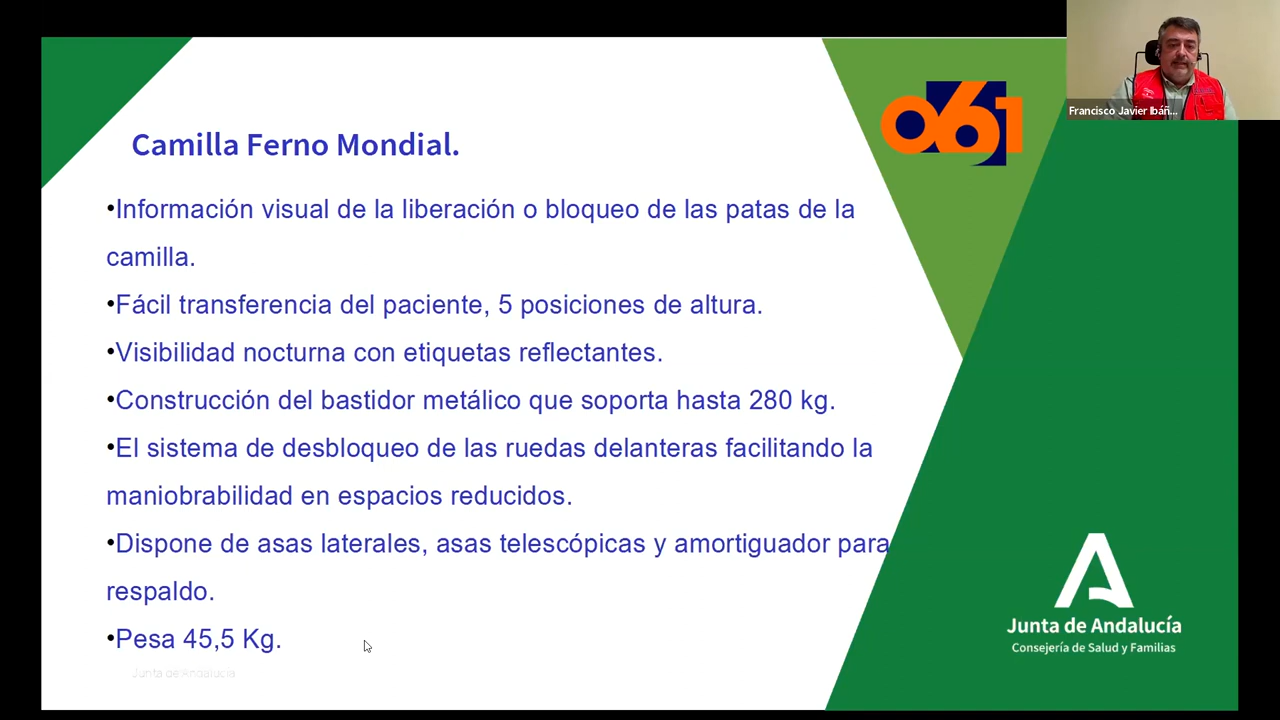 061
Francisco Javier Ibáñ...
Camilla Ferno Mondial.
•Información visual de la liberación o bloqueo de las patas de la
camilla.
•Fácil transferencia del paciente, 5 posiciones de altura.
•Visibilidad nocturna con etiquetas reflectantes.
•Construcción del bastidor metálico que soporta hasta 280 kg.
•El sistema de desbloqueo de las ruedas delanteras facilitando la
maniobrabilidad en espacios reducidos.
•Dispone de asas laterales, asas telescópicas y amortiguador para
respaldo.
•Pesa 45,5 Kg.
Junta de Andalucía
Junta de Andalucía
Consejería de Salud y Familias